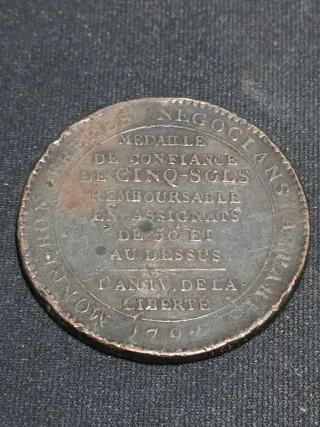 MONNERON FRERES NEGOCIANS A PARIS
MEDAILLE
DE CONFIANCE
DE CINQ-SOLS
REMBOURSABLE
EN ASSIGNATS
DE 50 ET
AU DESSUS
L'AN IV. DE LA
LIBERTÉ
1792